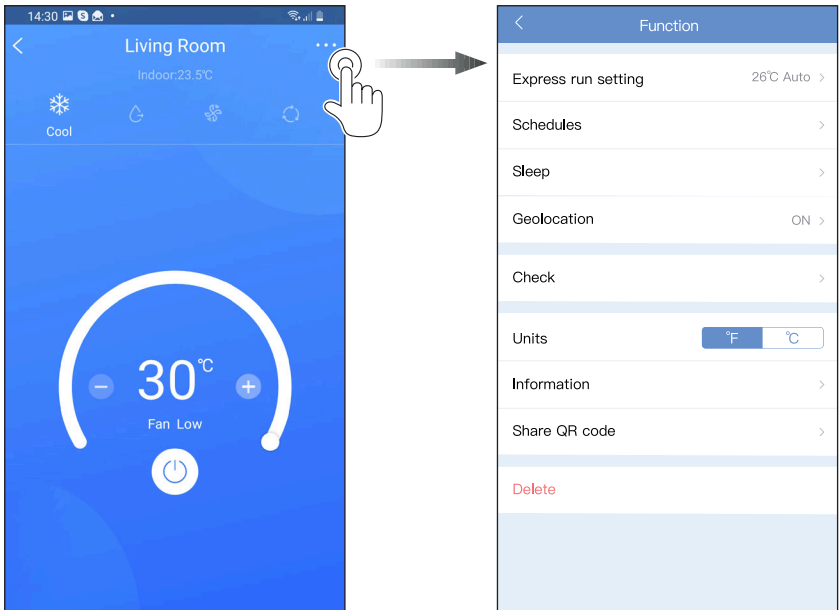 14:30
Living Room
Indoor:23.5℃
Cool
30℃
Fan Low
Function
Express run setting 26℃ Auto
Schedules
Sleep
Geolocation ON
Check
Units ℉ ℃
Information
Share QR code
Delete